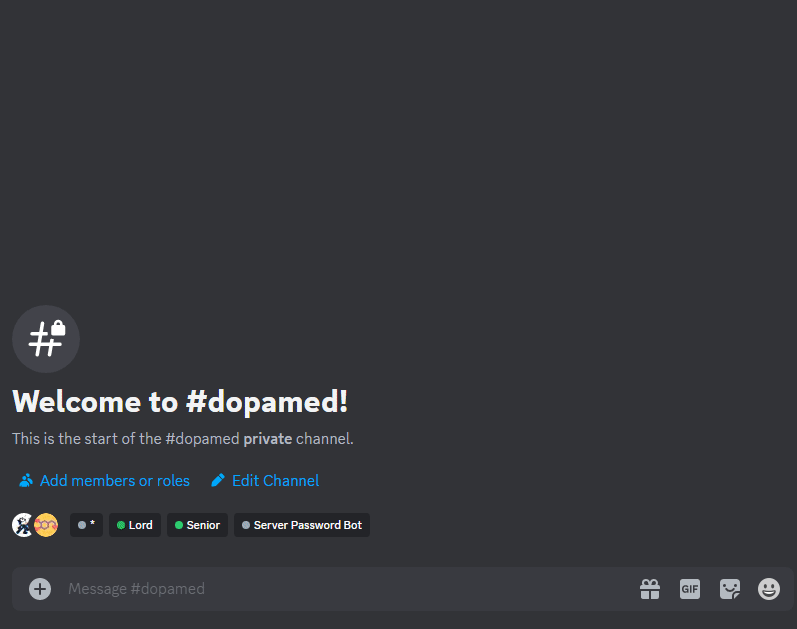 Welcome to #dopamed!
This is the start of the #dopamed private channel.
Add members or roles Edit Channel
* Lord Senior Server Password Bot
Message #dopamed GIF